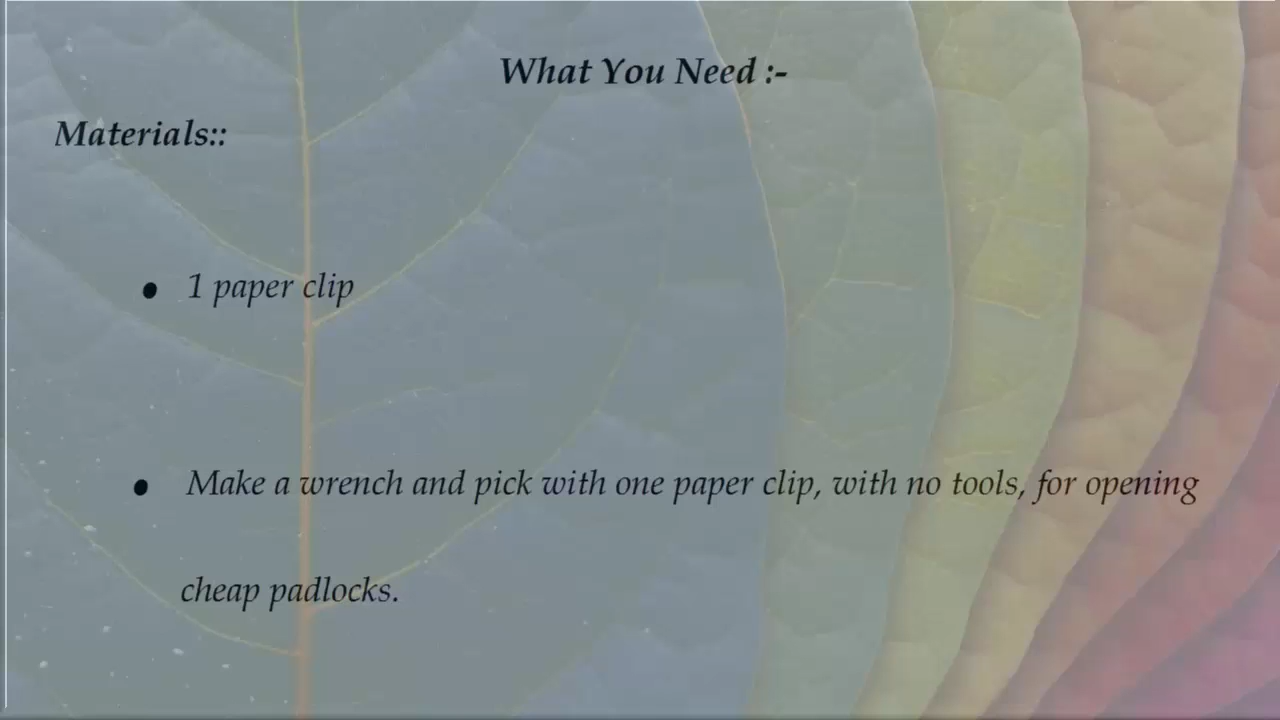 What You Need :-
Materials::
• 1 paper clip
• Make a wrench and pick with one paper clip, with no tools, for opening
cheap padlocks.